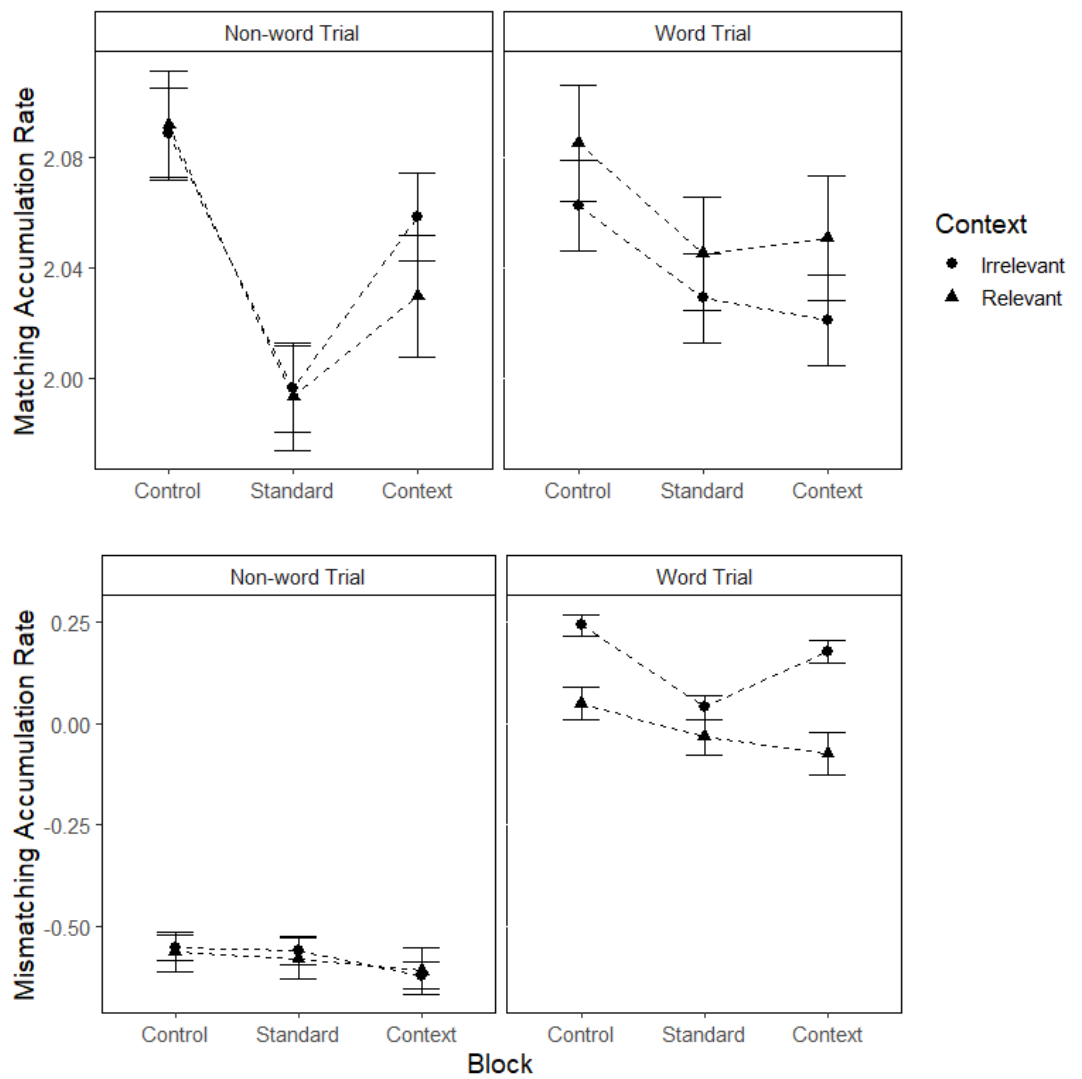 Non-word Trial
Word Trial
Matching Accumulation Rate
2.08
2.04
2.00
Control
Standard
Context
Control
Standard
Context
Context
Irrelevant
Relevant
Non-word Trial
Word Trial
Mismatching Accumulation Rate
0.25
0.00
-0.25
-0.50
Control
Standard
Context
Control
Standard
Context
Block